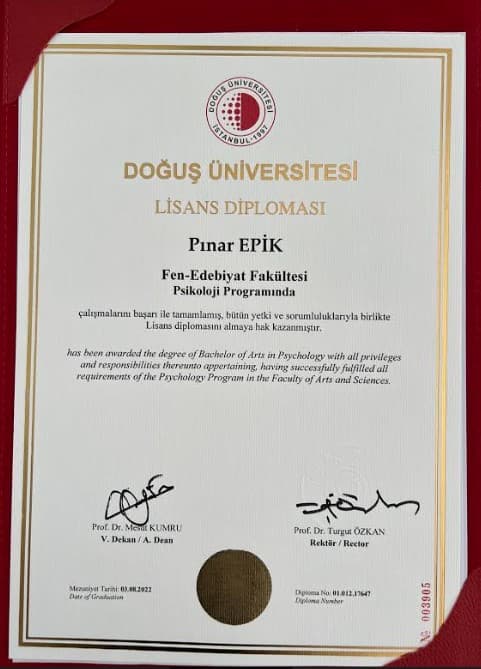 DOĞUŞ ÜNİVERSİTESİ
İSTANBUL-1997
DOĞUŞ ÜNİVERSİTESİ
LİSANS DİPLOMASI
Pınar EPİK
Fen-Edebiyat Fakültesi
Psikoloji Programında
çalışmalarını başarı ile tamamlamış, bütün yetki ve sorumluluklarıyla birlikte
Lisans diplomasını almaya hak kazanmıştır.
has been awarded the degree of Bachelor of Arts in Psychology with all privileges
and responsibilities thereunto appertaining, having successfully fulfilled all
requirements of the Psychology Program in the Faculty of Arts and Sciences.
Prof. Dr. Mesut KUMRU
V. Dekan / A. Dean
Prof. Dr. Turgut ÖZKAN
Rektör / Rector
Mezuniyet Tarihi: 03.08.2022
Date of Graduation
Diploma No: 01.012.17647
Diploma Number
№ 003905